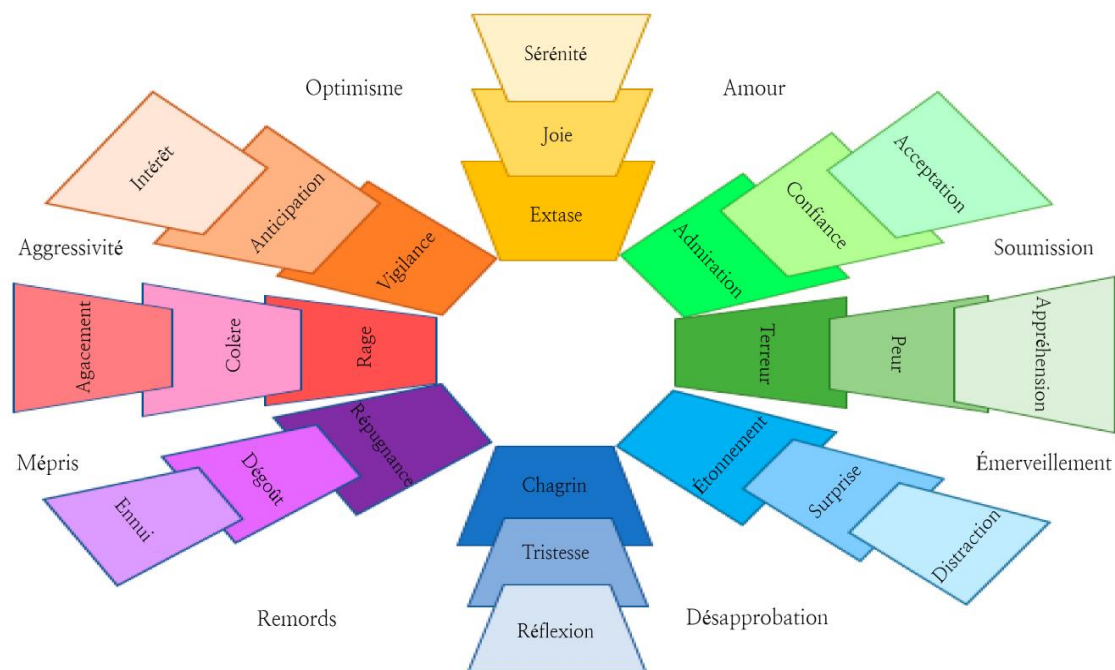 Sérénité
Optimisme
Amour
Joie
Intérêt
Anticipation
Vigilance
Extase
Admiration
Confiance
Acceptation
Aggressivité
Soumission
Agacement
Colère
Rage
Terreur
Peur
Appréhension
Mépris
Émerveillement
Ennui
Dégoût
Répugnance
Chagrin
Étonnement
Surprise
Distraction
Tristesse
Remords
Désapprobation
Réflexion